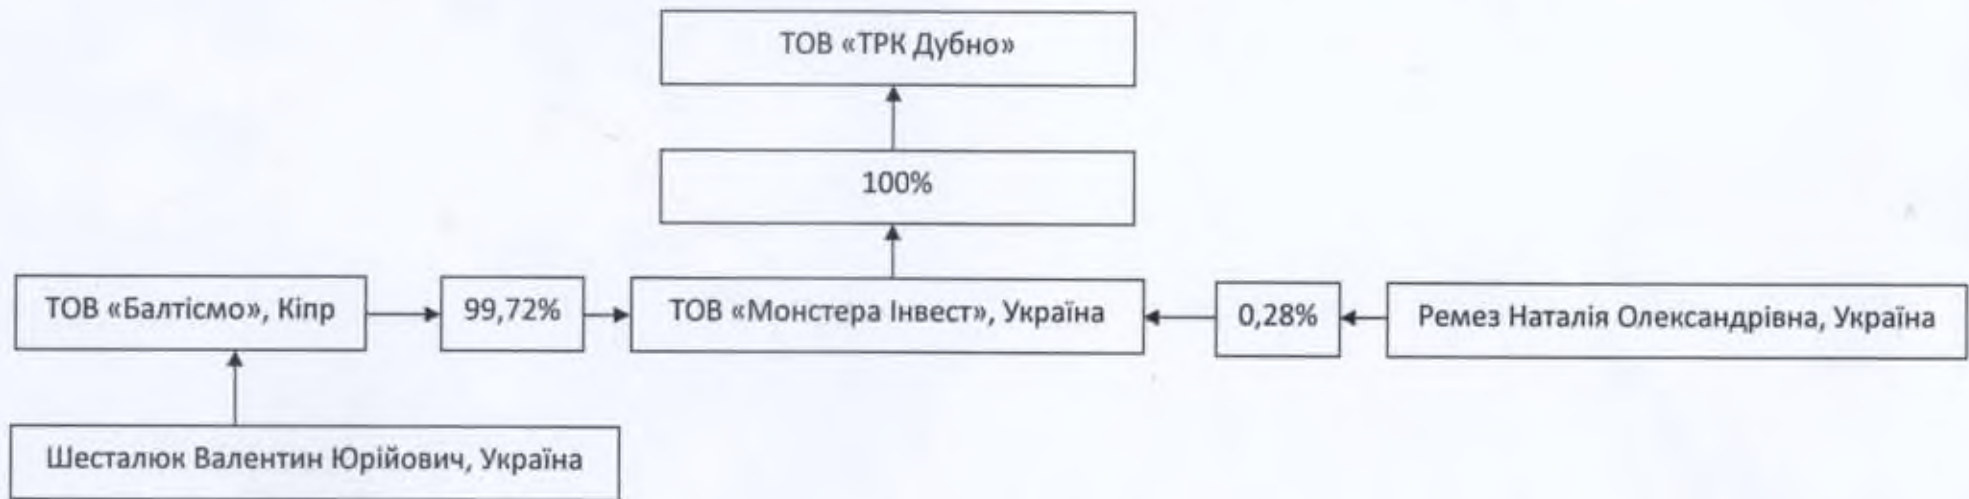 ТОВ «ТРК Дубно»
100%
ТОВ «Балтісмо», Кіпр
99,72%
ТОВ «Монстера Інвест», Україна
0,28%
Ремез Наталія Олександрівна, Україна
Шесталюк Валентин Юрійович, Україна